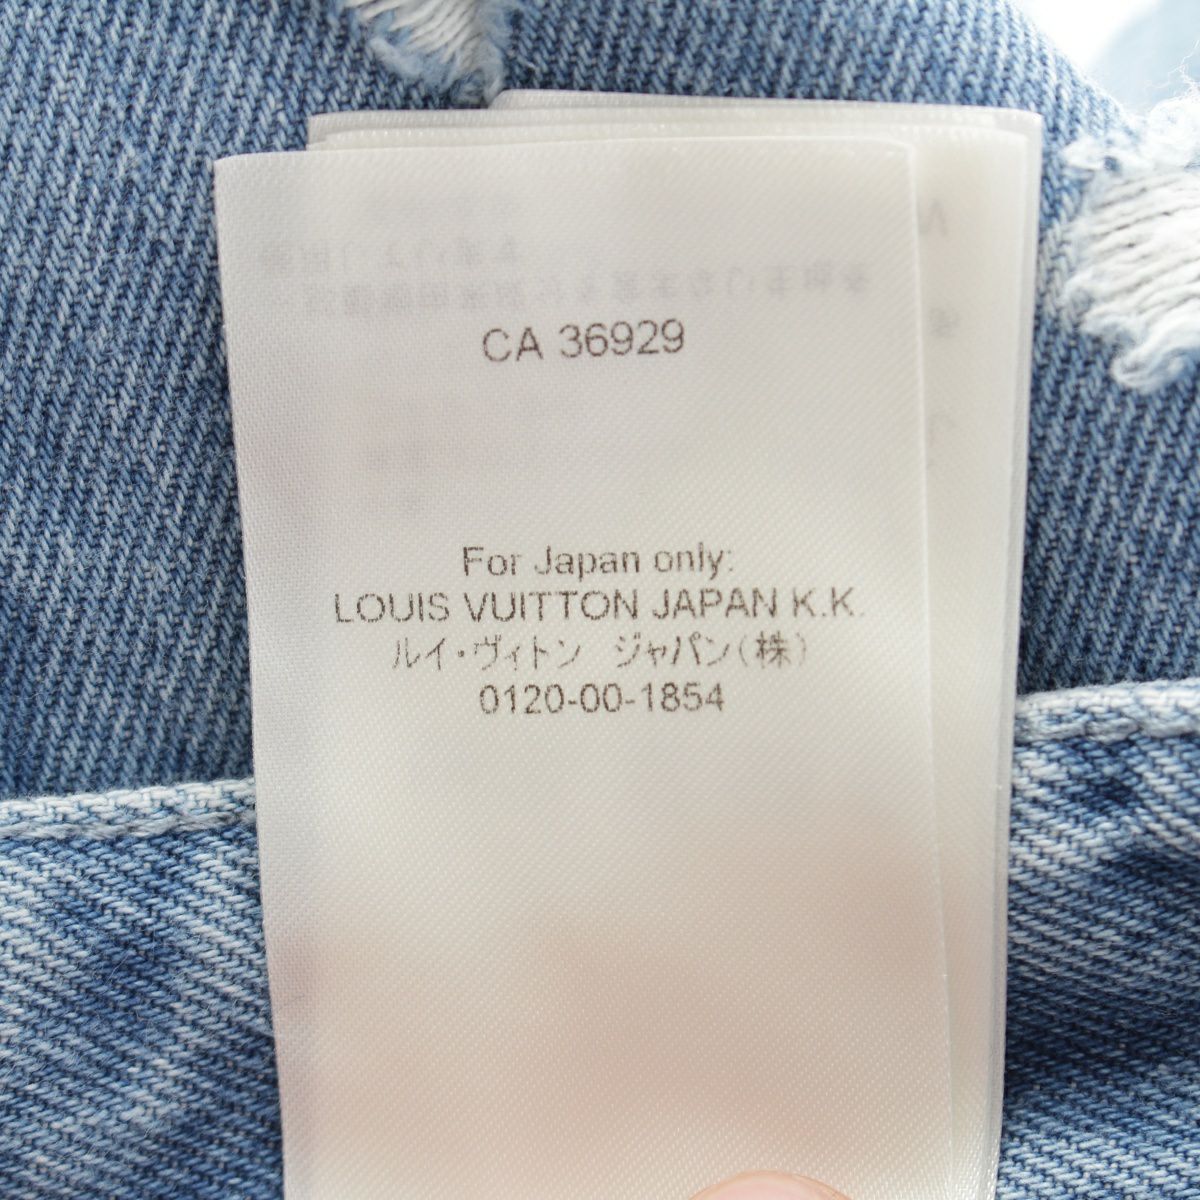 CA 36929
For Japan only:
LOUIS VUITTON JAPAN K.K.
ルイ・ヴィトン ジャパン(株)
0120-00-1854